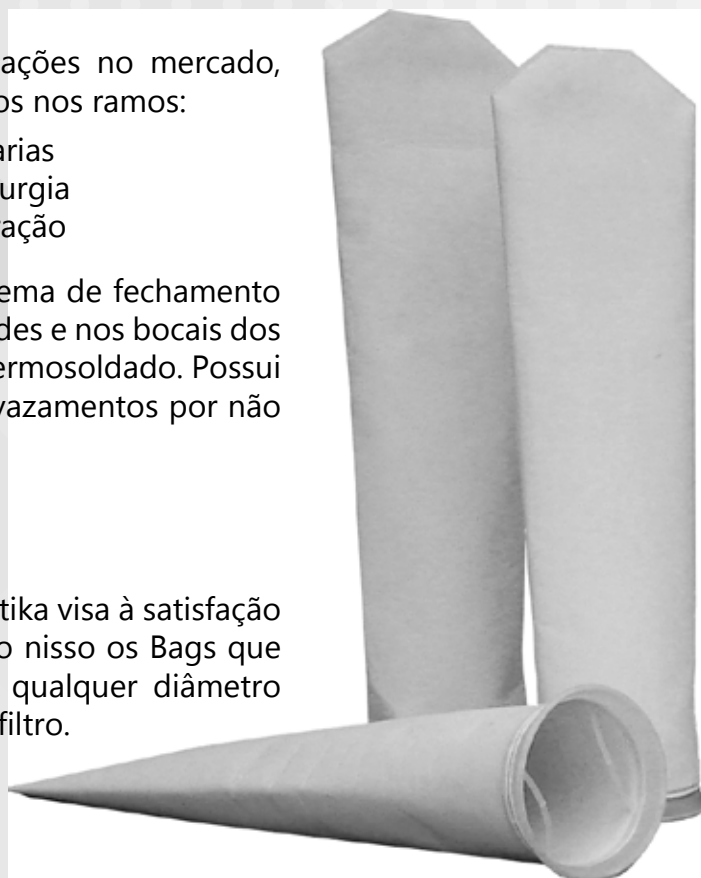 ações no mercado,
os nos ramos:
arias
urgia
ração
ema de fechamento
des e nos bocais dos
ermosoldado. Possui
vazamentos por não
tika visa à satisfação
o nisso os Bags que
qualquer diâmetro
filtro.